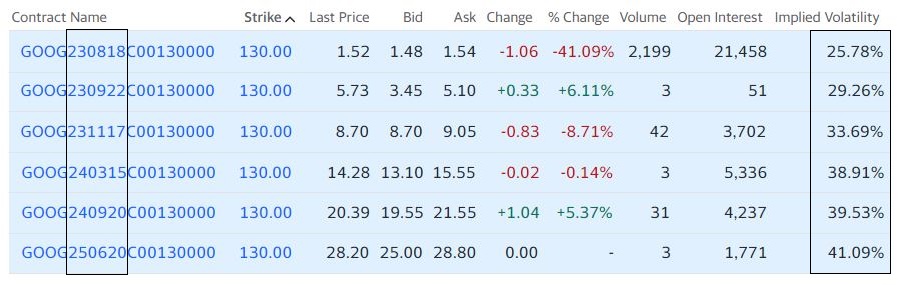 Contract Name Strike Last Price Bid Ask Change % Change Volume Open Interest Implied Volatility
GOOG230818C00130000 130.00 1.52 1.48 1.54 -1.06 -41.09% 2,199 21,458 25.78%
GOOG230922C00130000 130.00 5.73 3.45 5.10 +0.33 +6.11% 3 51 29.26%
GOOG231117C00130000 130.00 8.70 8.70 9.05 -0.83 -8.71% 42 3,702 33.69%
GOOG240315C00130000 130.00 14.28 13.10 15.55 -0.02 -0.14% 3 5,336 38.91%
GOOG240920C00130000 130.00 20.39 19.55 21.55 +1.04 +5.37% 31 4,237 39.53%
GOOG250620C00130000 130.00 28.20 25.00 28.80 0.00 - 3 1,771 41.09%